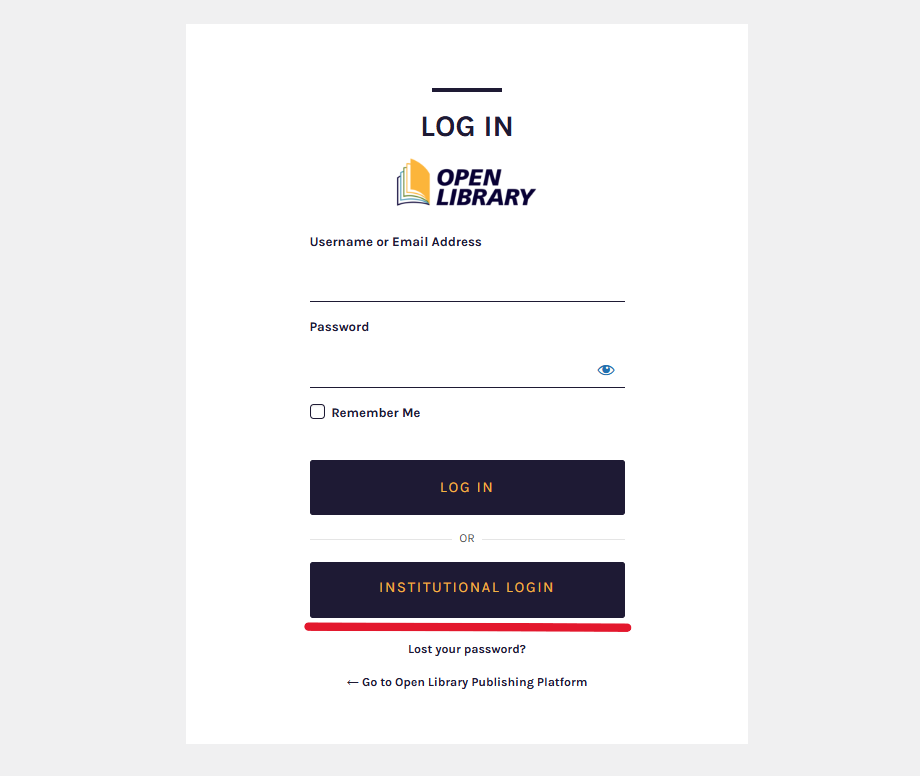 LOG IN
OPEN
LIBRARY
Username or Email Address
Password
Remember Me
LOG IN
OR
INSTITUTIONAL LOGIN
Lost your password?
← Go to Open Library Publishing Platform